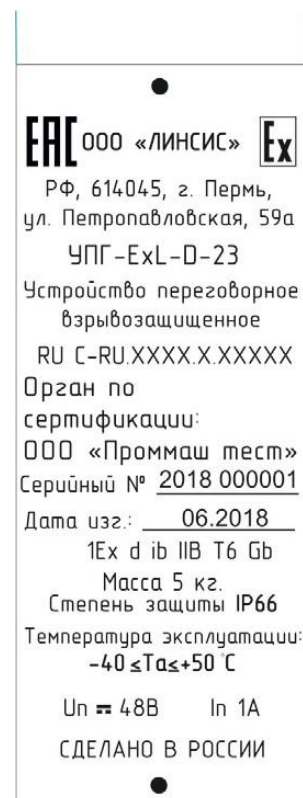 ЕАС ООО «ЛИНСИС» Ex
РФ, 614045, г. Пермь,
ул. Петропавловская, 59а
УПГ-ExL-D-23
Устройство переговорное
взрывозащищенное
RU C-RU.XXXX.X.XXXXX
Орган по
сертификации:
ООО «Проммаш тест»
Серийный № 2018 000001
Дата изг.: 06.2018
1Ex d ib IIB T6 Gb
Масса 5 кг.
Степень защиты IP66
Температура эксплуатации:
-40 ≤Ta≤+50 °C
Un ⎓ 48В In 1А
СДЕЛАНО В РОССИИ